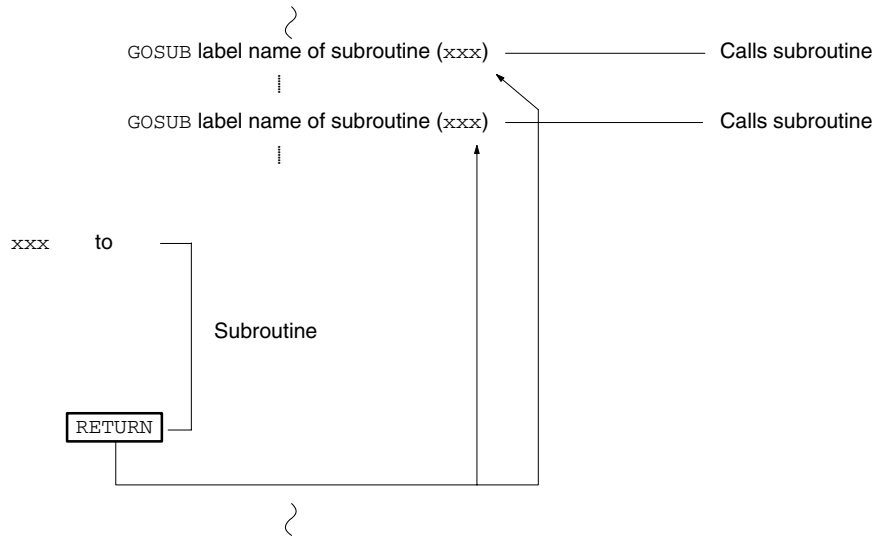 GOSUB label name of subroutine (xxx) Calls subroutine
GOSUB label name of subroutine (xxx) Calls subroutine
xxx to
Subroutine
RETURN